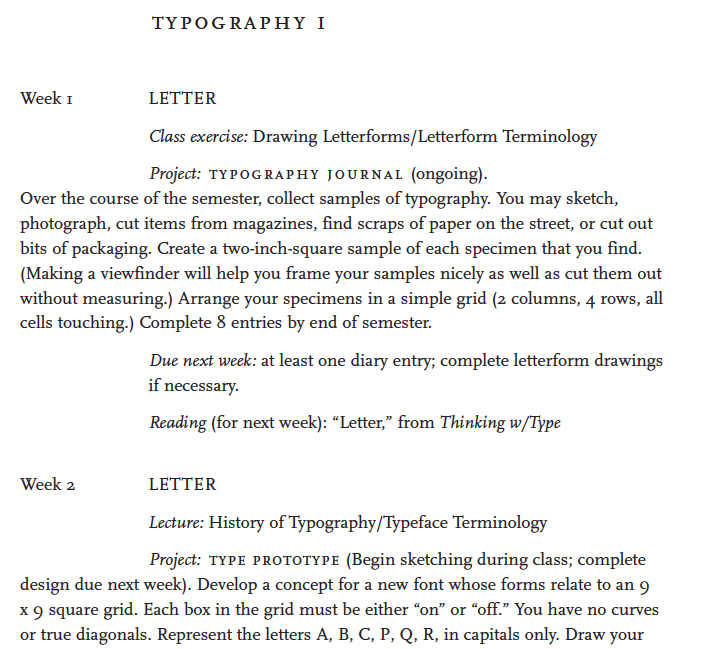 TYPOGRAPHY I
Week 1 LETTER
Class exercise: Drawing Letterforms/Letterform Terminology
Project: TYPOGRAPHY JOURNAL (ongoing).
Over the course of the semester, collect samples of typography. You may sketch,
photograph, cut items from magazines, find scraps of paper on the street, or cut out
bits of packaging. Create a two-inch-square sample of each specimen that you find.
(Making a viewfinder will help you frame your samples nicely as well as cut them out
without measuring.) Arrange your specimens in a simple grid (2 columns, 4 rows, all
cells touching.) Complete 8 entries by end of semester.
Due next week: at least one diary entry; complete letterform drawings
if necessary.
Reading (for next week): “Letter,” from Thinking w/Type
Week 2 LETTER
Lecture: History of Typography/Typeface Terminology
Project: TYPE PROTOTYPE (Begin sketching during class; complete
design due next week). Develop a concept for a new font whose forms relate to an 9
x 9 square grid. Each box in the grid must be either “on” or “off.” You have no curves
or true diagonals. Represent the letters A, B, C, P, Q, R, in capitals only. Draw your